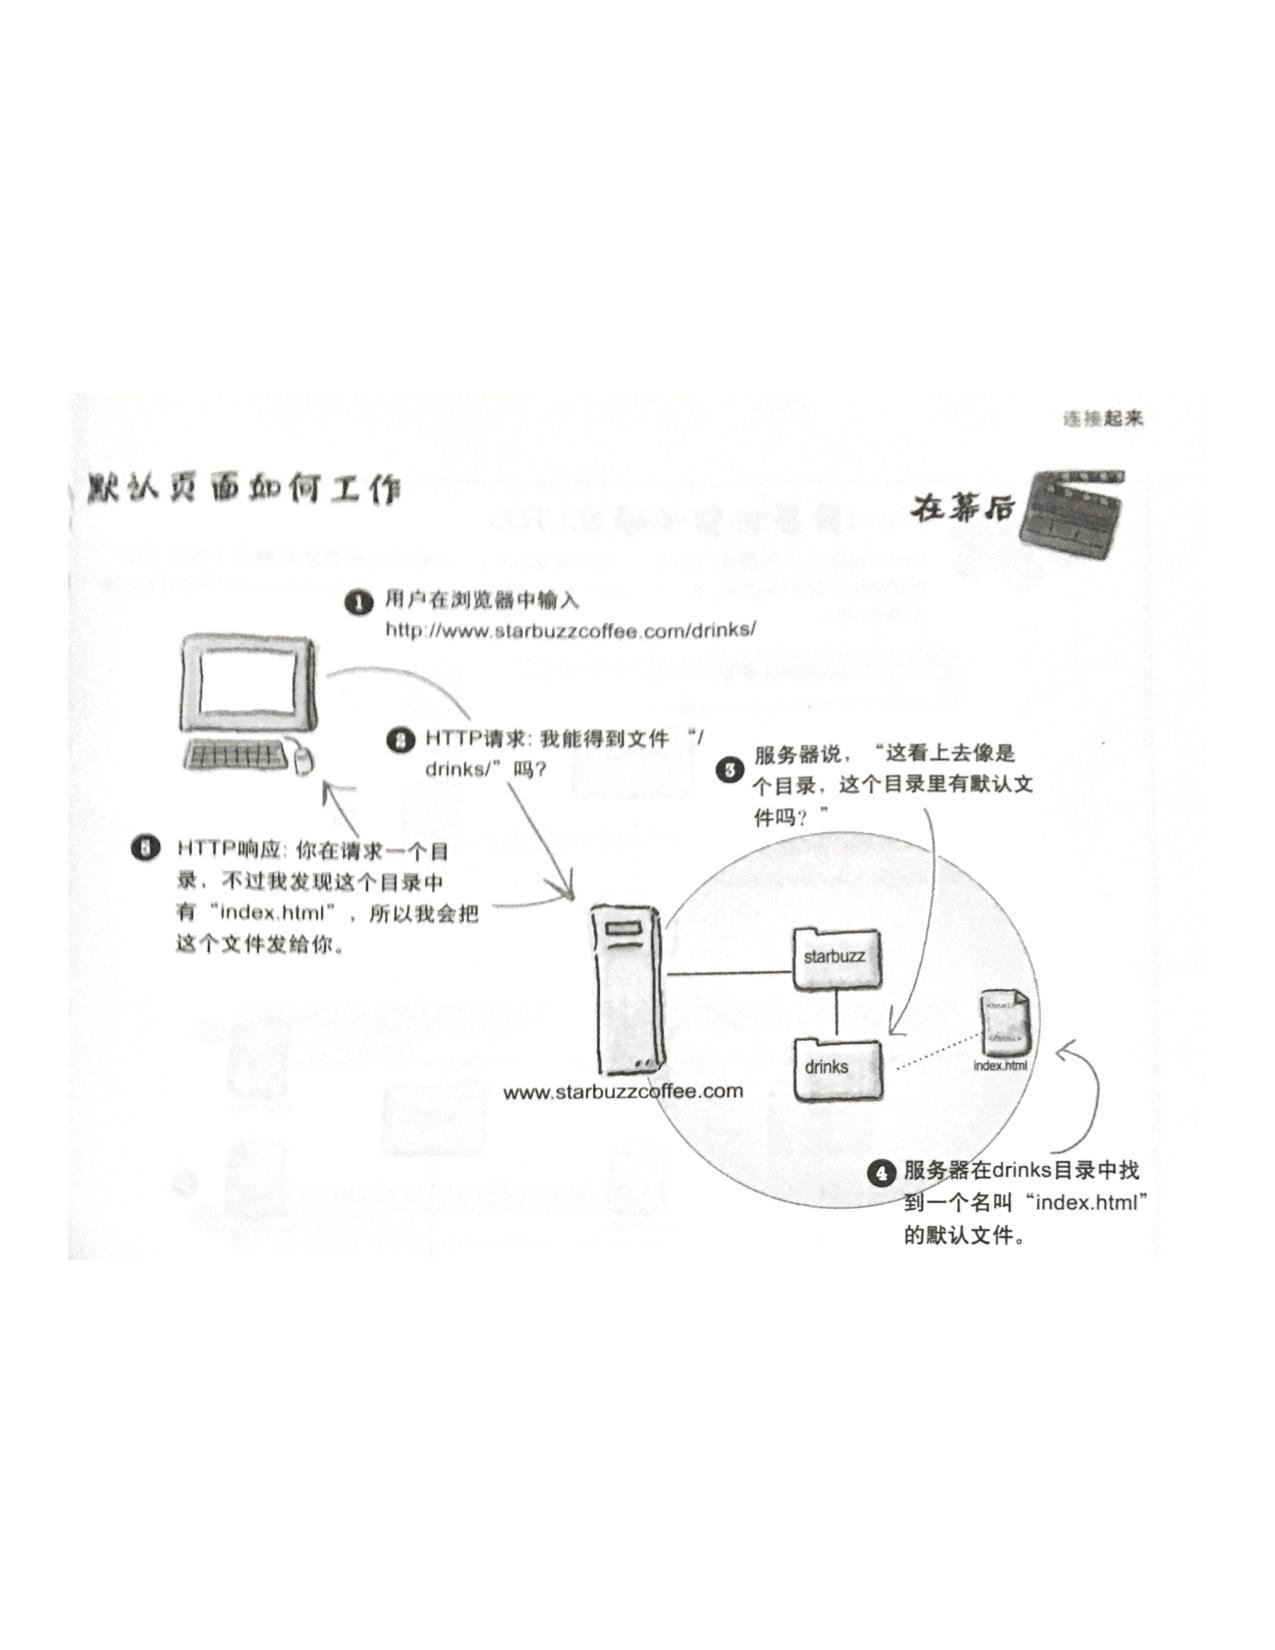 连接起来
默认页面如何工作
在幕后
1 用户在浏览器中输入
http://www.starbuzzcoffee.com/drinks/
2 HTTP请求: 我能得到文件 “/
drinks/” 吗?
3 服务器说, “这看上去像是
个目录, 这个目录里有默认文
件吗? ”
5 HTTP响应: 你在请求一个目
录, 不过我发现这个目录中
有 “index.html” , 所以我会把
这个文件发给你。
starbuzz
<html>
</html>
drinks
index.html
www.starbuzzcoffee.com
4 服务器在drinks目录中找
到一个名叫 “index.html”
的默认文件。